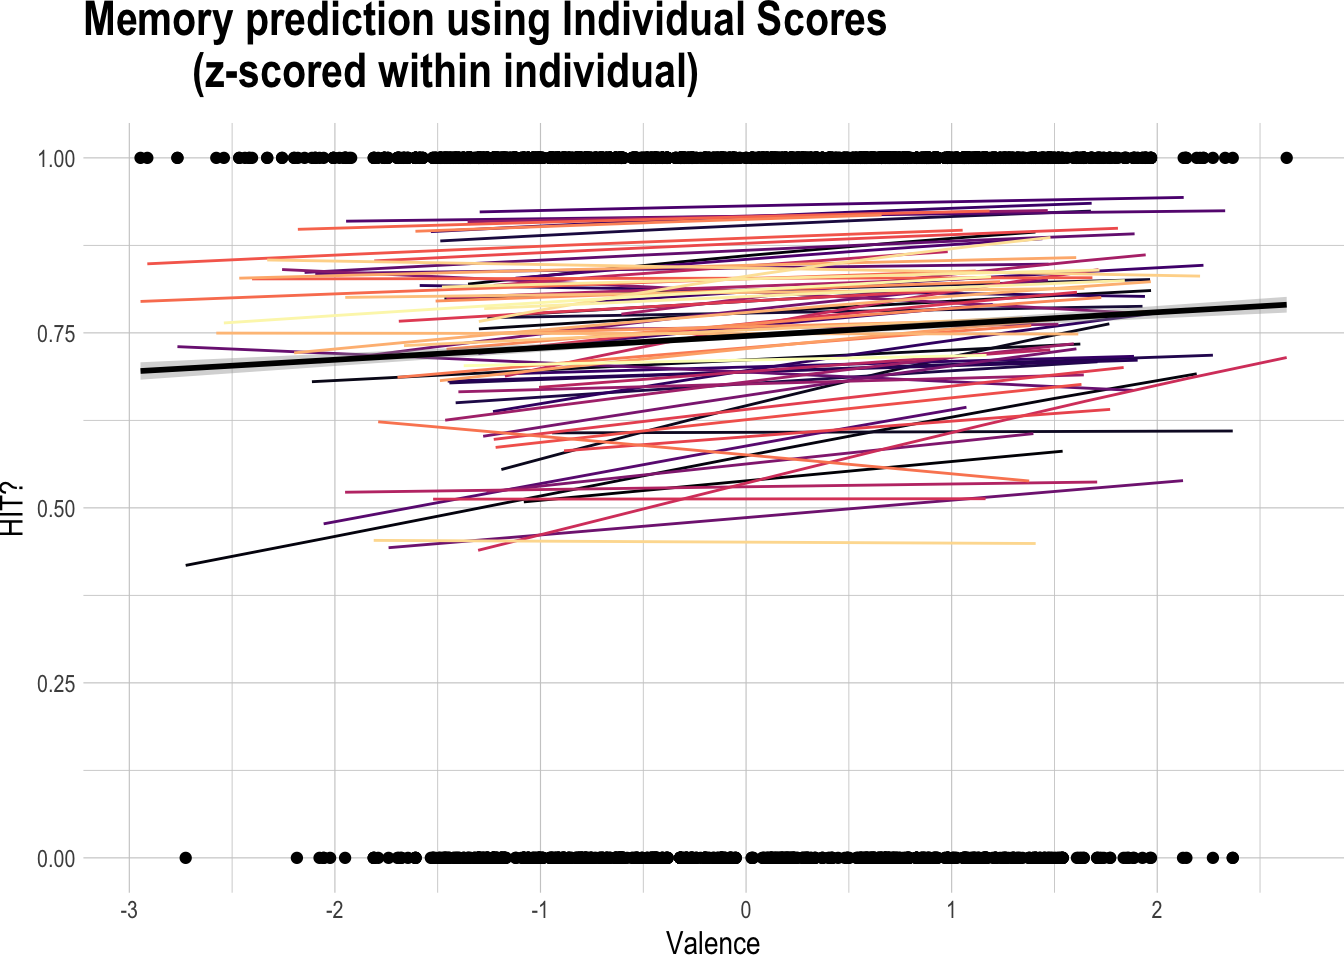 Memory prediction using Individual Scores
(z-scored within individual)
1.00
0.75
0.50
0.25
0.00
HIT?
-3 -2 -1 0 1 2
Valence